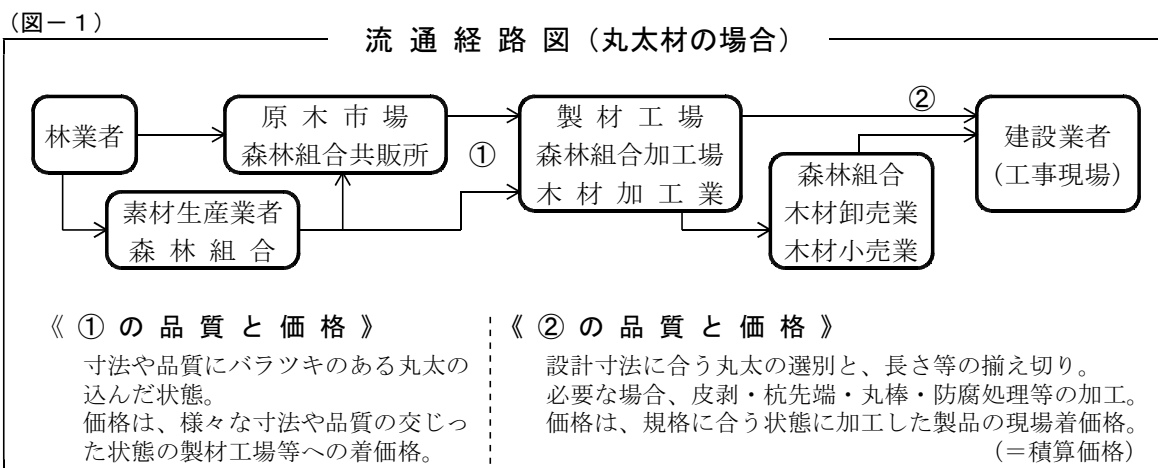 (図－１)
流 通 経 路 図（丸太材の場合）
林業者
原 木 市 場
森林組合共販所
素材生産業者
森 林 組 合
①
製 材 工 場
森林組合加工場
木 材 加 工 業
②
森林組合
木材卸売業
木材小売業
建設業者
(工事現場)
《 ① の 品 質 と 価 格 》
寸法や品質にバラツキのある丸太の
込んだ状態。
価格は、様々な寸法や品質の交じっ
た状態の製材工場等への着価格。
《 ② の 品 質 と 価 格 》
設計寸法に合う丸太の選別と、長さ等の揃え切り。
必要な場合、皮剥・杭先端・丸棒・防腐処理等の加工。
価格は、規格に合う状態に加工した製品の現場着価格。
(＝積算価格)